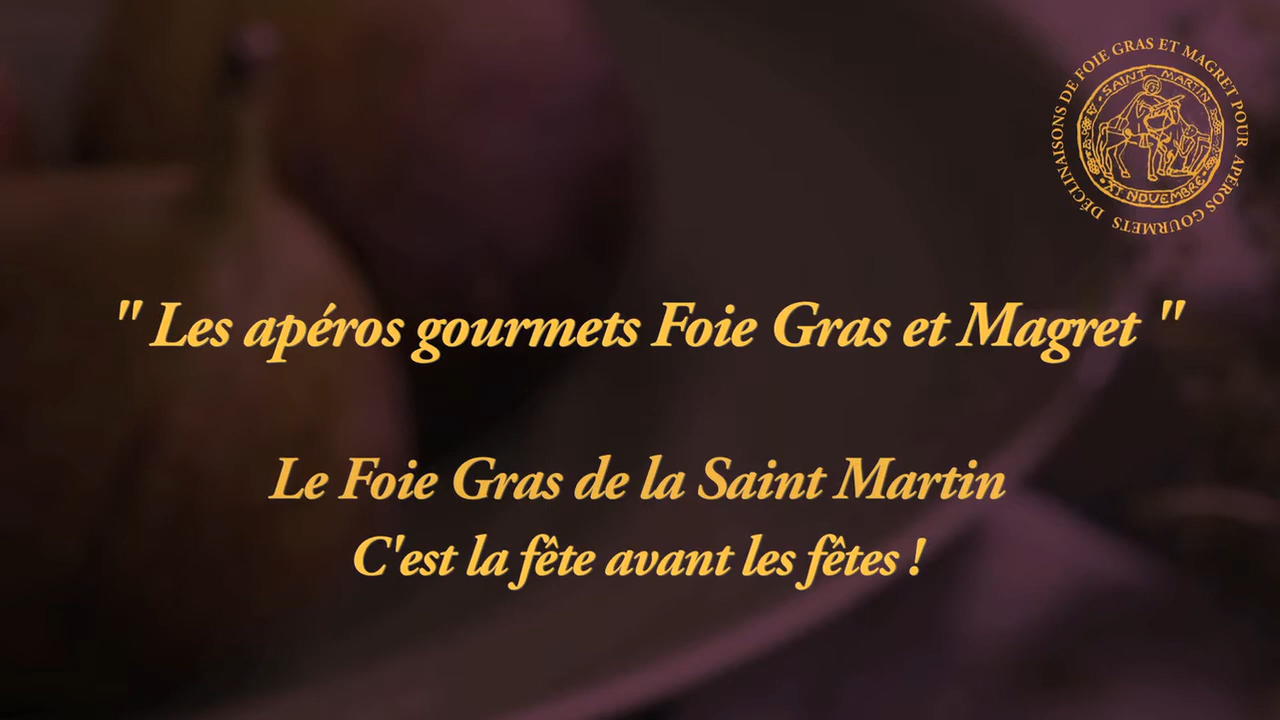 DÉCLINAISONS DE FOIE GRAS ET MAGRET POUR APÉROS GOURMETS
SAINT MARTIN
XI NOVEMBRE
" Les apéros gourmets Foie Gras et Magret "
Le Foie Gras de la Saint Martin
C'est la fête avant les fêtes !